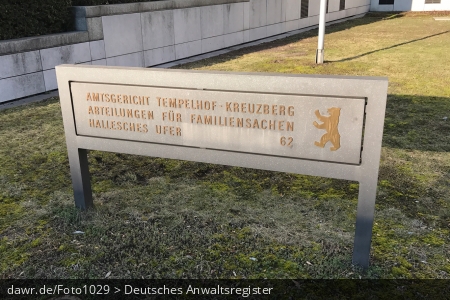 AMTSGERICHT TEMPELHOF-KREUZBERG
ABTEILUNGEN FÜR FAMILIENSACHEN
HALLESCHES UFER 62
dawr.de/Foto1029 > Deutsches Anwaltsregister